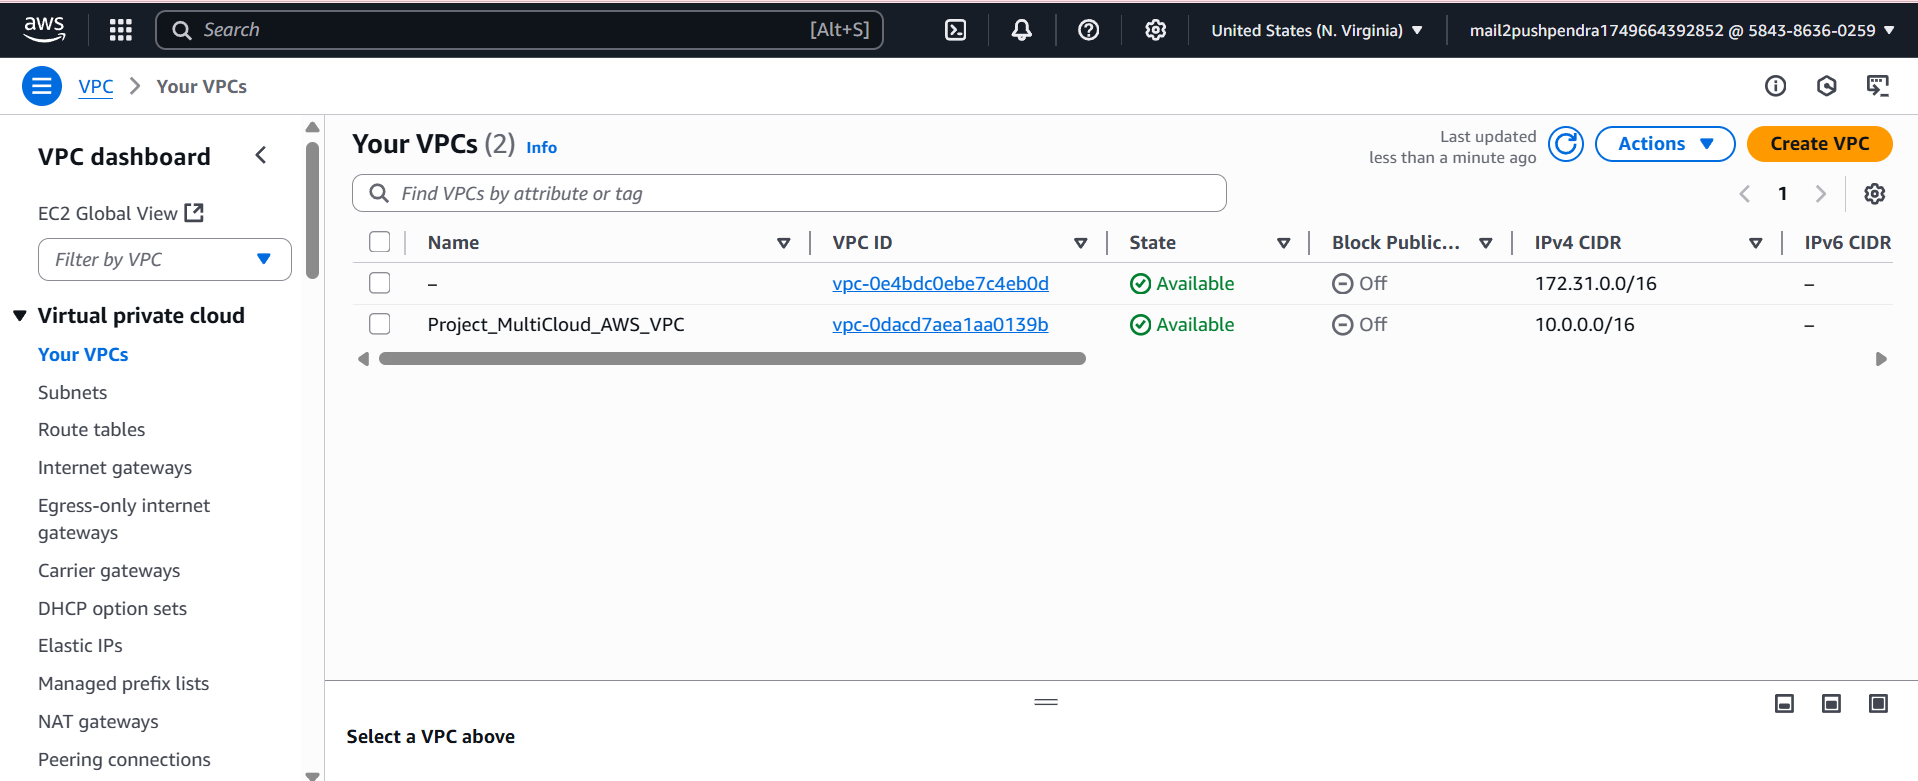 aws
Search [Alt+S]
United States (N. Virginia)
mail2pushpendra1749664392852 @ 5843-8636-0259
VPC
Your VPCs
VPC dashboard
EC2 Global View
Filter by VPC
Virtual private cloud
Your VPCs
Subnets
Route tables
Internet gateways
Egress-only internet
gateways
Carrier gateways
DHCP option sets
Elastic IPs
Managed prefix lists
NAT gateways
Peering connections
Your VPCs (2) Info
Last updated
less than a minute ago
Actions
Create VPC
Find VPCs by attribute or tag
1
Name VPC ID State Block Public... IPv4 CIDR IPv6 CIDR
– vpc-0e4bdc0ebe7c4eb0d Available Off 172.31.0.0/16 –
Project_MultiCloud_AWS_VPC vpc-0dacd7aea1aa0139b Available Off 10.0.0.0/16 –
Select a VPC above